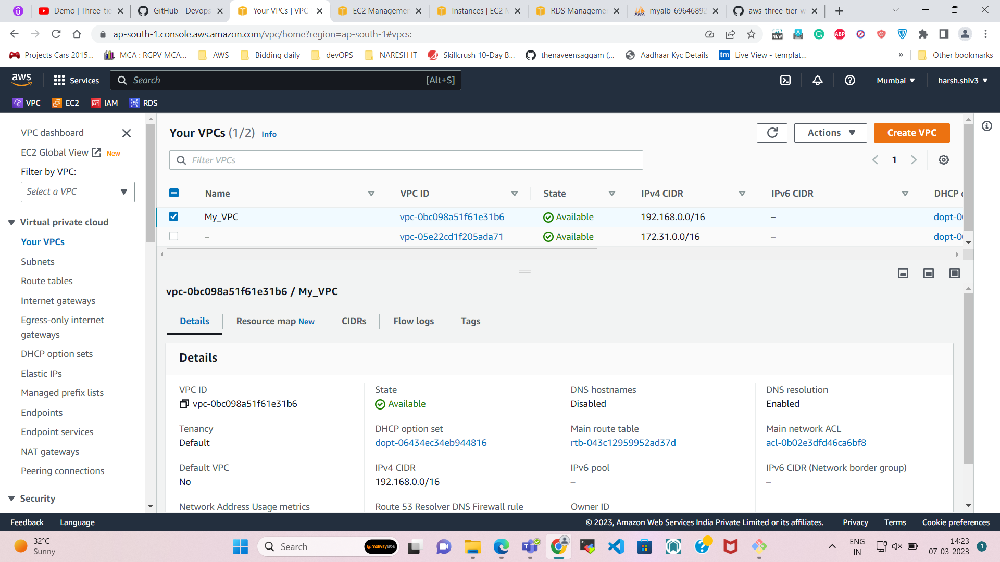 Demo | Three-tie
GitHub - Devops
Your VPCs | VPC
EC2 Managemen
Instances | EC2 M
RDS Managemen
PMA
myalb-69646892
aws-three-tier-w
ap-south-1.console.aws.amazon.com/vpc/home?region=ap-south-1#vpcs:
NEW
ABP
Projects Cars 2015...
MCA : RGPV MCA...
AWS
Bidding daily
devOPS
NARESH IT
Skillcrush 10-Day B...
thenaveensaggam (...
Aadhaar Kyc Details
tm
Live View - templat...
»
Other bookmarks
aws
Services
Search
[Alt+S]
Mumbai
harsh.shiv3
VPC
EC2
IAM
RDS
VPC dashboard
EC2 Global View New
Filter by VPC:
Select a VPC
Virtual private cloud
Your VPCs
Subnets
Route tables
Internet gateways
Egress-only internet
gateways
DHCP option sets
Elastic IPs
Managed prefix lists
Endpoints
Endpoint services
NAT gateways
Peering connections
Security
Your VPCs (1/2) Info
Actions
Create VPC
Filter VPCs
1
Name VPC ID State IPv4 CIDR IPv6 CIDR DHCP o
My_VPC vpc-0bc098a51f61e31b6 Available 192.168.0.0/16 – dopt-06
– vpc-05e22cd1f205ada71 Available 172.31.0.0/16 – dopt-06
vpc-0bc098a51f61e31b6 / My_VPC
Details
Resource map New
CIDRs
Flow logs
Tags
Details
VPC ID
vpc-0bc098a51f61e31b6
State
Available
DNS hostnames
Disabled
DNS resolution
Enabled
Tenancy
Default
DHCP option set
dopt-06434ec34eb944816
Main route table
rtb-043c12959952ad37d
Main network ACL
acl-0b02e3dfd46ca6bf8
Default VPC
No
IPv4 CIDR
192.168.0.0/16
IPv6 pool
–
IPv6 CIDR (Network border group)
–
Network Address Usage metrics
Route 53 Resolver DNS Firewall rule
Owner ID
Feedback
Language
© 2023, Amazon Web Services India Private Limited or its affiliates.
Privacy
Terms
Cookie preferences
32°C
Sunny
Search
motivitylabs
ENG
IN
14:23
07-03-2023
1